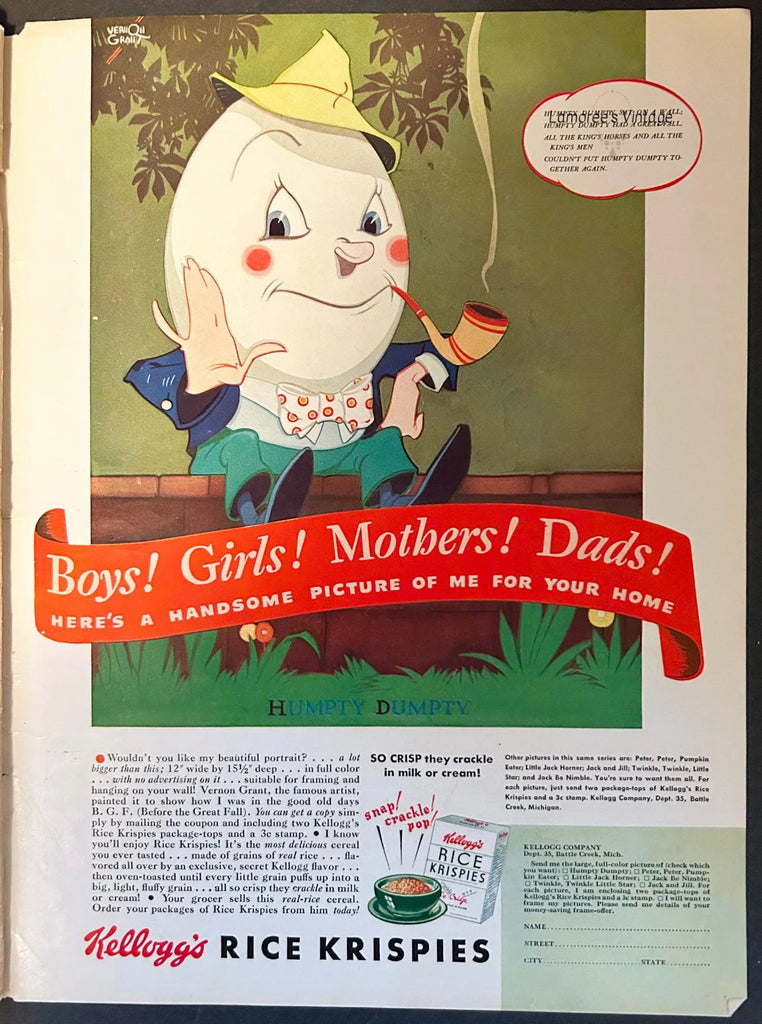 VERNON
GRANT
Lamoree's Vintage
HUMPTY DUMPTY SAT ON A WALL;
HUMPTY DUMPTY HAD A GREAT FALL.
ALL THE KING'S HORSES AND ALL THE
KING'S MEN
COULDN'T PUT HUMPTY DUMPTY TO-
GETHER AGAIN.
Boys! Girls! Mothers! Dads!
HERE'S A HANDSOME PICTURE OF ME FOR YOUR HOME
HUMPTY DUMPTY
● Wouldn't you like my beautiful portrait? . . . a lot
bigger than this; 12" wide by 15½" deep . . . in full color
. . . with no advertising on it . . . suitable for framing and
hanging on your wall! Vernon Grant, the famous artist,
painted it to show how I was in the good old days
B. G. F. (Before the Great Fall). You can get a copy sim-
ply by mailing the coupon and including two Kellogg's
Rice Krispies package-tops and a 3c stamp. ● I know
you'll enjoy Rice Krispies! It's the most delicious cereal
you ever tasted . . . made of grains of real rice . . . fla-
vored all over by an exclusive, secret Kellogg flavor . . .
then oven-toasted until every little grain puffs up into a
big, light, fluffy grain . . . all so crisp they crackle in milk
or cream! ● Your grocer sells this real-rice cereal.
Order your packages of Rice Krispies from him today!
Kellogg's RICE KRISPIES
SO CRISP they crackle
in milk or cream!
snap!
crackle!
pop!
Kellogg's
RICE
KRISPIES
Other pictures in this same series are: Peter, Peter, Pumpkin
Eater; Little Jack Horner; Jack and Jill; Twinkle, Twinkle, Little
Star; and Jack Be Nimble. You're sure to want them all. For
each picture, just send two package-tops of Kellogg's Rice
Krispies and a 3c stamp. Kellogg Company, Dept. 35, Battle
Creek, Michigan.
KELLOGG COMPANY
Dept. 35, Battle Creek, Mich.
Send me the large, full-color picture of (check which
you want): □ Humpty Dumpty; □ Peter, Peter, Pump-
kin Eater; □ Little Jack Horner; □ Jack Be Nimble;
□ Twinkle, Twinkle Little Star; □ Jack and Jill. For
each picture, I am enclosing two package-tops of
Kellogg's Rice Krispies and a 3c stamp. □ I will want to
frame my pictures. Please send me details of your
money-saving frame-offer.
NAME
STREET
CITY STATE